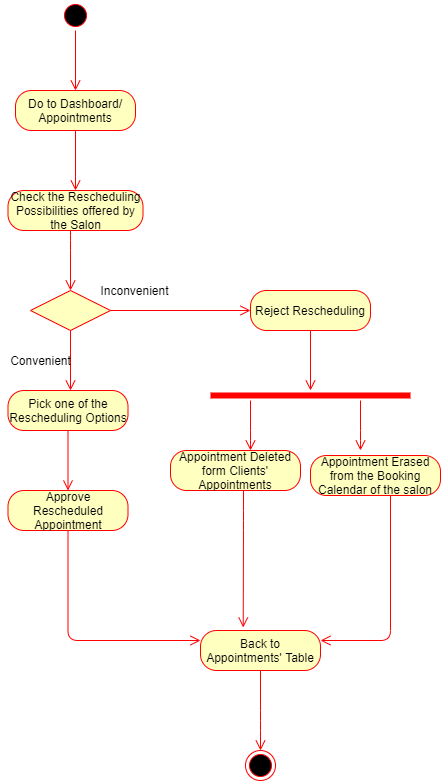 Do to Dashboard/
Appointments
Check the Rescheduling
Possibilities offered by
the Salon
Inconvenient
Reject Rescheduling
Convenient
Pick one of the
Rescheduling Options
Appointment Deleted
form Clients'
Appointments
Appointment Erased
from the Booking
Calendar of the salon
Approve
Rescheduled
Appointment
Back to
Appointments' Table